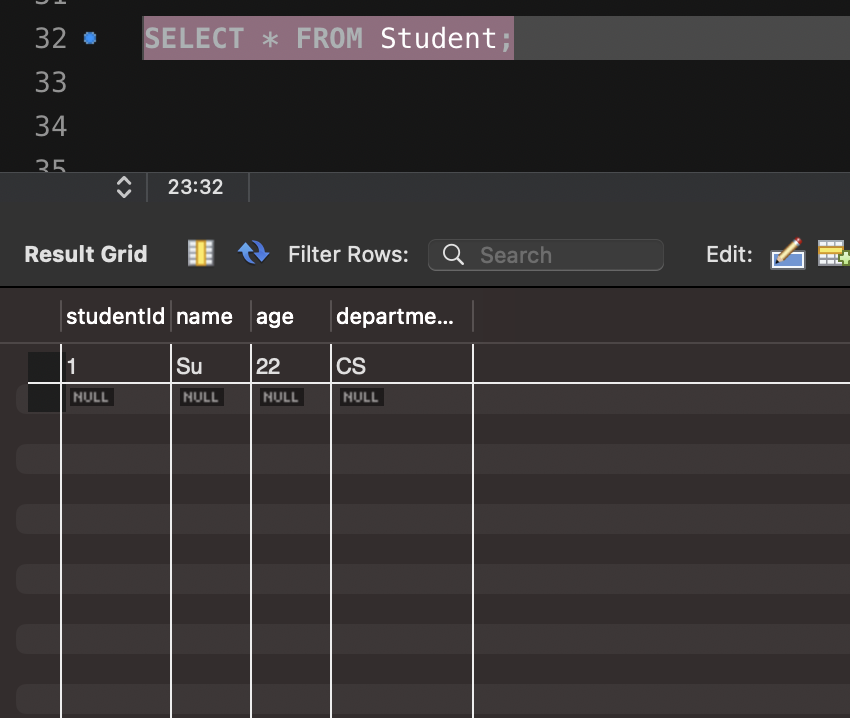 31
32 SELECT * FROM Student;
33
34
35
23:32
Result Grid Filter Rows: Search Edit:
studentId name age departme...
1 Su 22 CS
NULL NULL NULL NULL